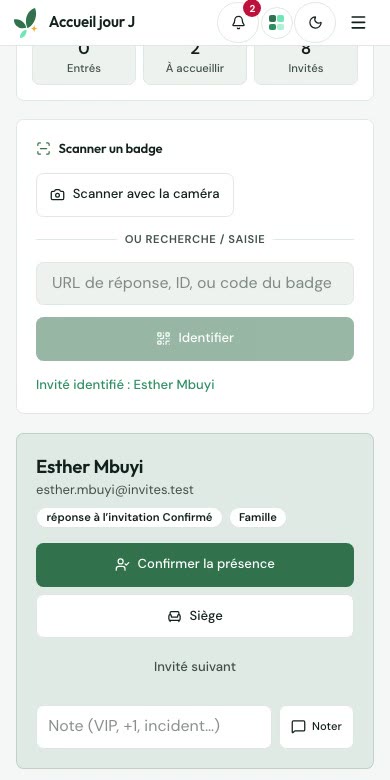 Accueil jour J
2
0
2
8
Entrés
À accueillir
Invités
Scanner un badge
Scanner avec la caméra
OU RECHERCHE / SAISIE
URL de réponse, ID, ou code du badge
Identifier
Invité identifié : Esther Mbuyi
Esther Mbuyi
esther.mbuyi@invites.test
réponse à l’invitation Confirmé
Famille
Confirmer la présence
Siège
Invité suivant
Note (VIP, +1, incident…)
Noter